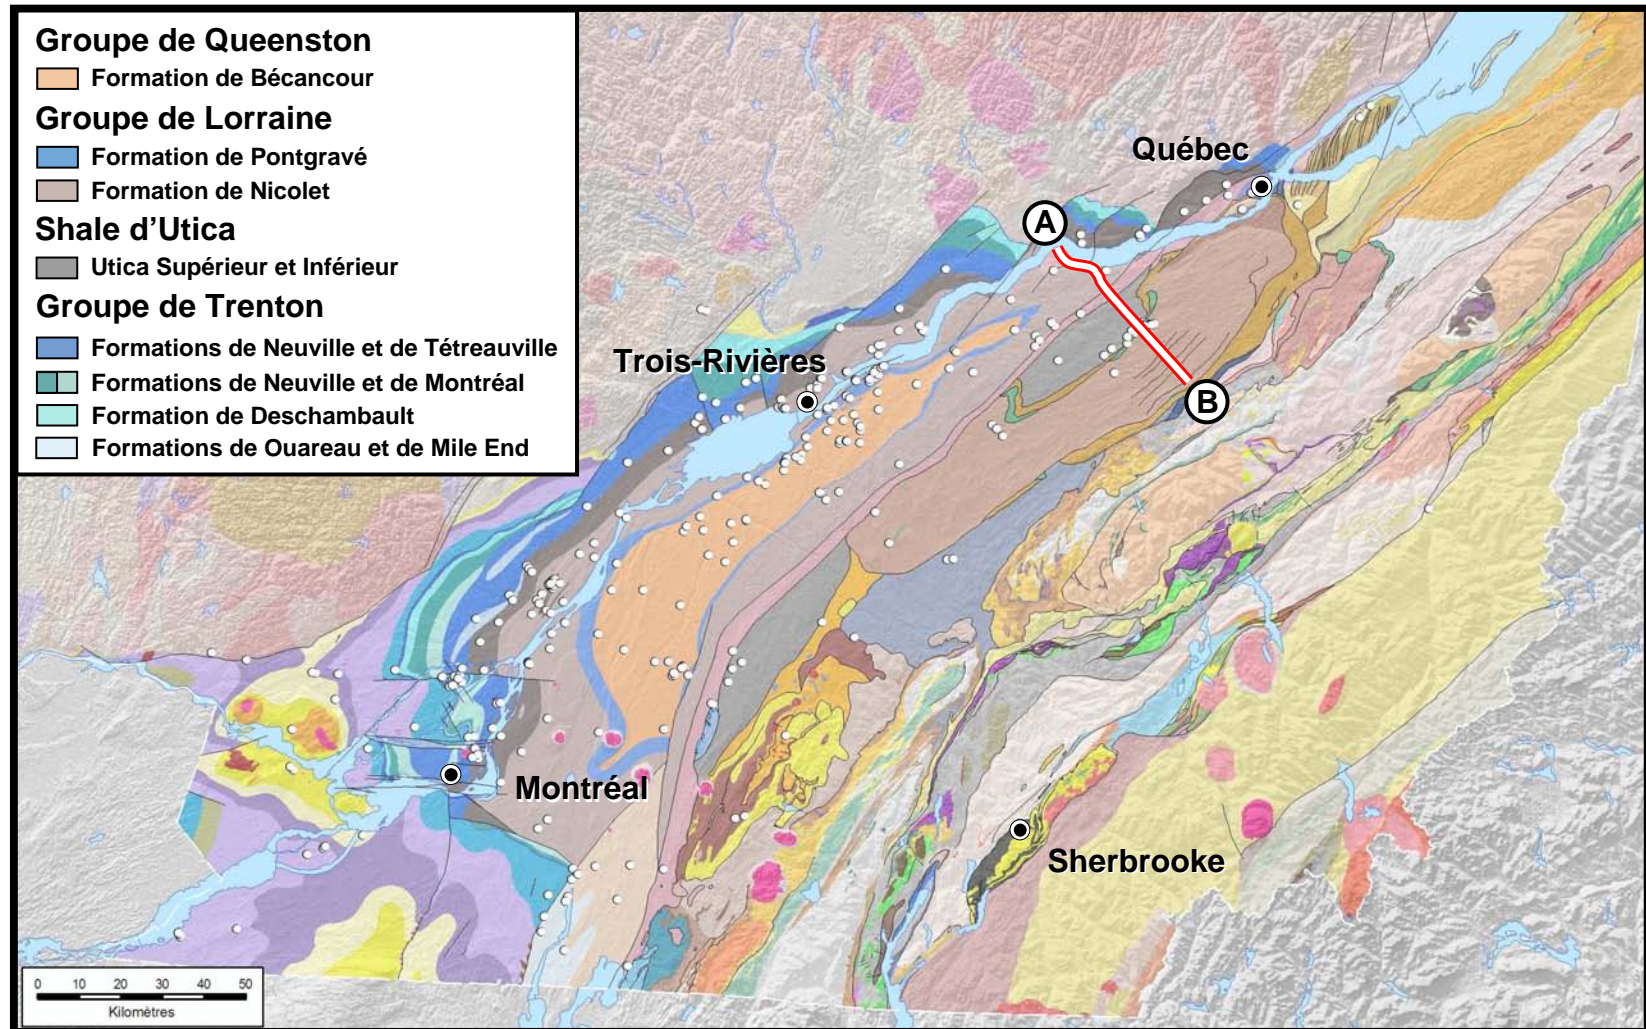 Groupe de Queenston
Formation de Bécancour
Groupe de Lorraine
Formation de Pontgravé
Formation de Nicolet
Shale d'Utica
Utica Supérieur et Inférieur
Groupe de Trenton
Formations de Neuville et de Tétreauville
Formations de Neuville et de Montréal
Formation de Deschambault
Formations de Ouareau et de Mile End
Québec
A
Trois-Rivières
B
Montréal
Sherbrooke
0 10 20 30 40 50
Kilomètres